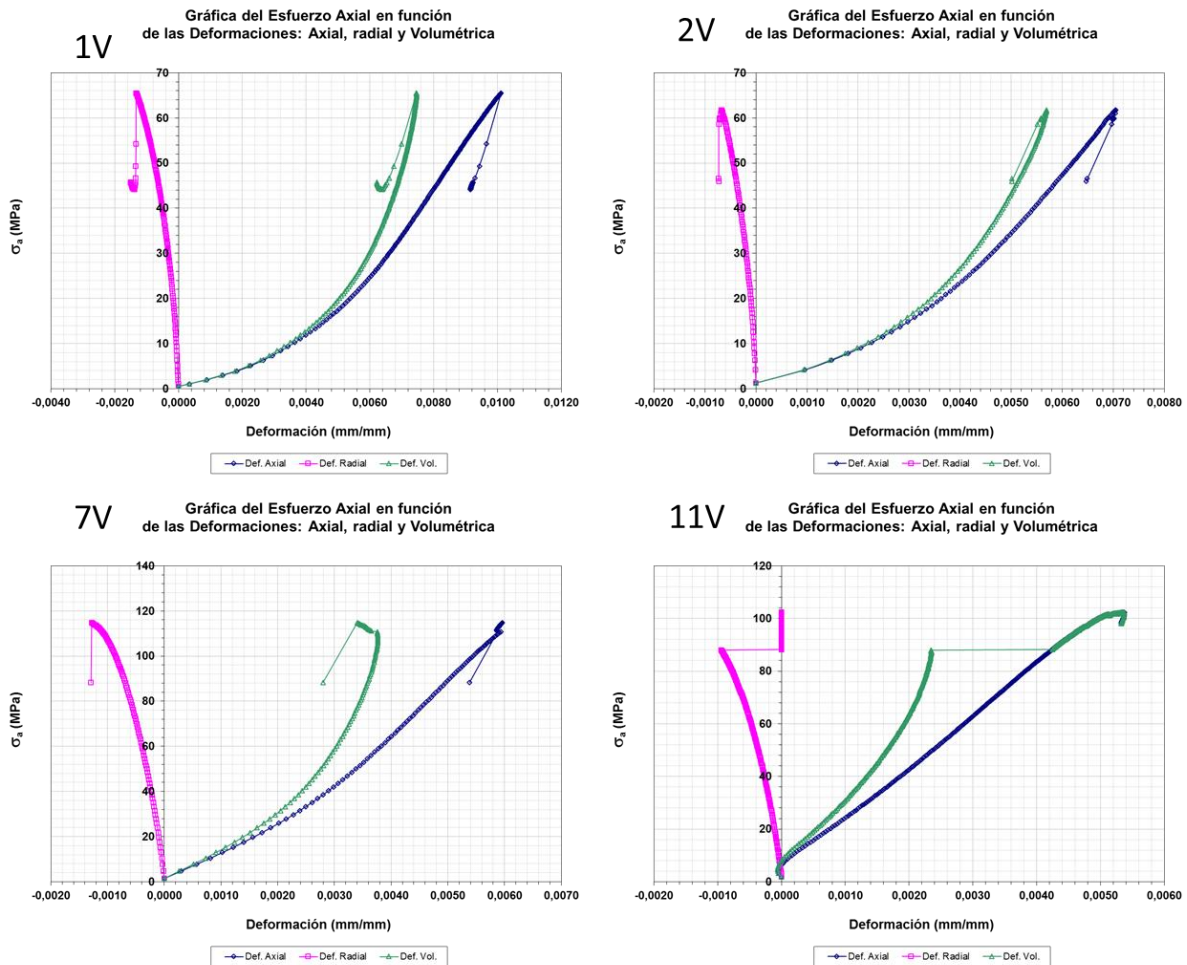 1V
Gráfica del Esfuerzo Axial en función
de las Deformaciones: Axial, radial y Volumétrica
70
60
50
40
30
20
10
0
σa (MPa)
-0,0040 -0,0020 0,0000 0,0020 0,0040 0,0060 0,0080 0,0100 0,0120
Deformación (mm/mm)
Def. Axial Def. Radial Def. Vol.
2V
Gráfica del Esfuerzo Axial en función
de las Deformaciones: Axial, radial y Volumétrica
80
70
60
50
40
30
20
10
0
σa (MPa)
-0,0020 -0,0010 0,0000 0,0010 0,0020 0,0030 0,0040 0,0050 0,0060 0,0070 0,0080
Deformación (mm/mm)
Def. Axial Def. Radial Def. Vol.
7V
Gráfica del Esfuerzo Axial en función
de las Deformaciones: Axial, radial y Volumétrica
140
120
100
80
60
40
20
0
σa (MPa)
-0,0020 -0,0010 0,0000 0,0010 0,0020 0,0030 0,0040 0,0050 0,0060 0,0070
Deformación (mm/mm)
Def. Axial Def. Radial Def. Vol.
11V
Gráfica del Esfuerzo Axial en función
de las Deformaciones: Axial, radial y Volumétrica
120
100
80
60
40
20
0
σa (MPa)
-0,0020 -0,0010 0,0000 0,0010 0,0020 0,0030 0,0040 0,0050 0,0060
Deformación (mm/mm)
Def. Axial Def. Radial Def. Vol.